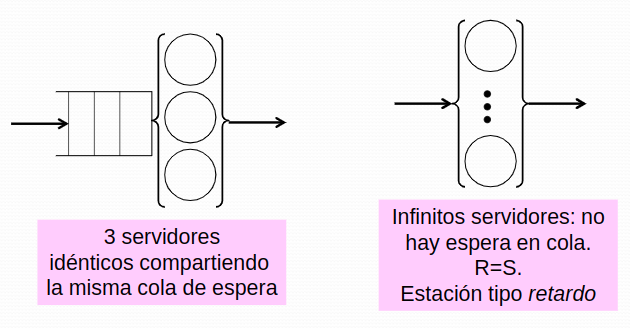 3 servidores
idénticos compartiendo
la misma cola de espera
Infinitos servidores: no
hay espera en cola.
R=S.
Estación tipo retardo